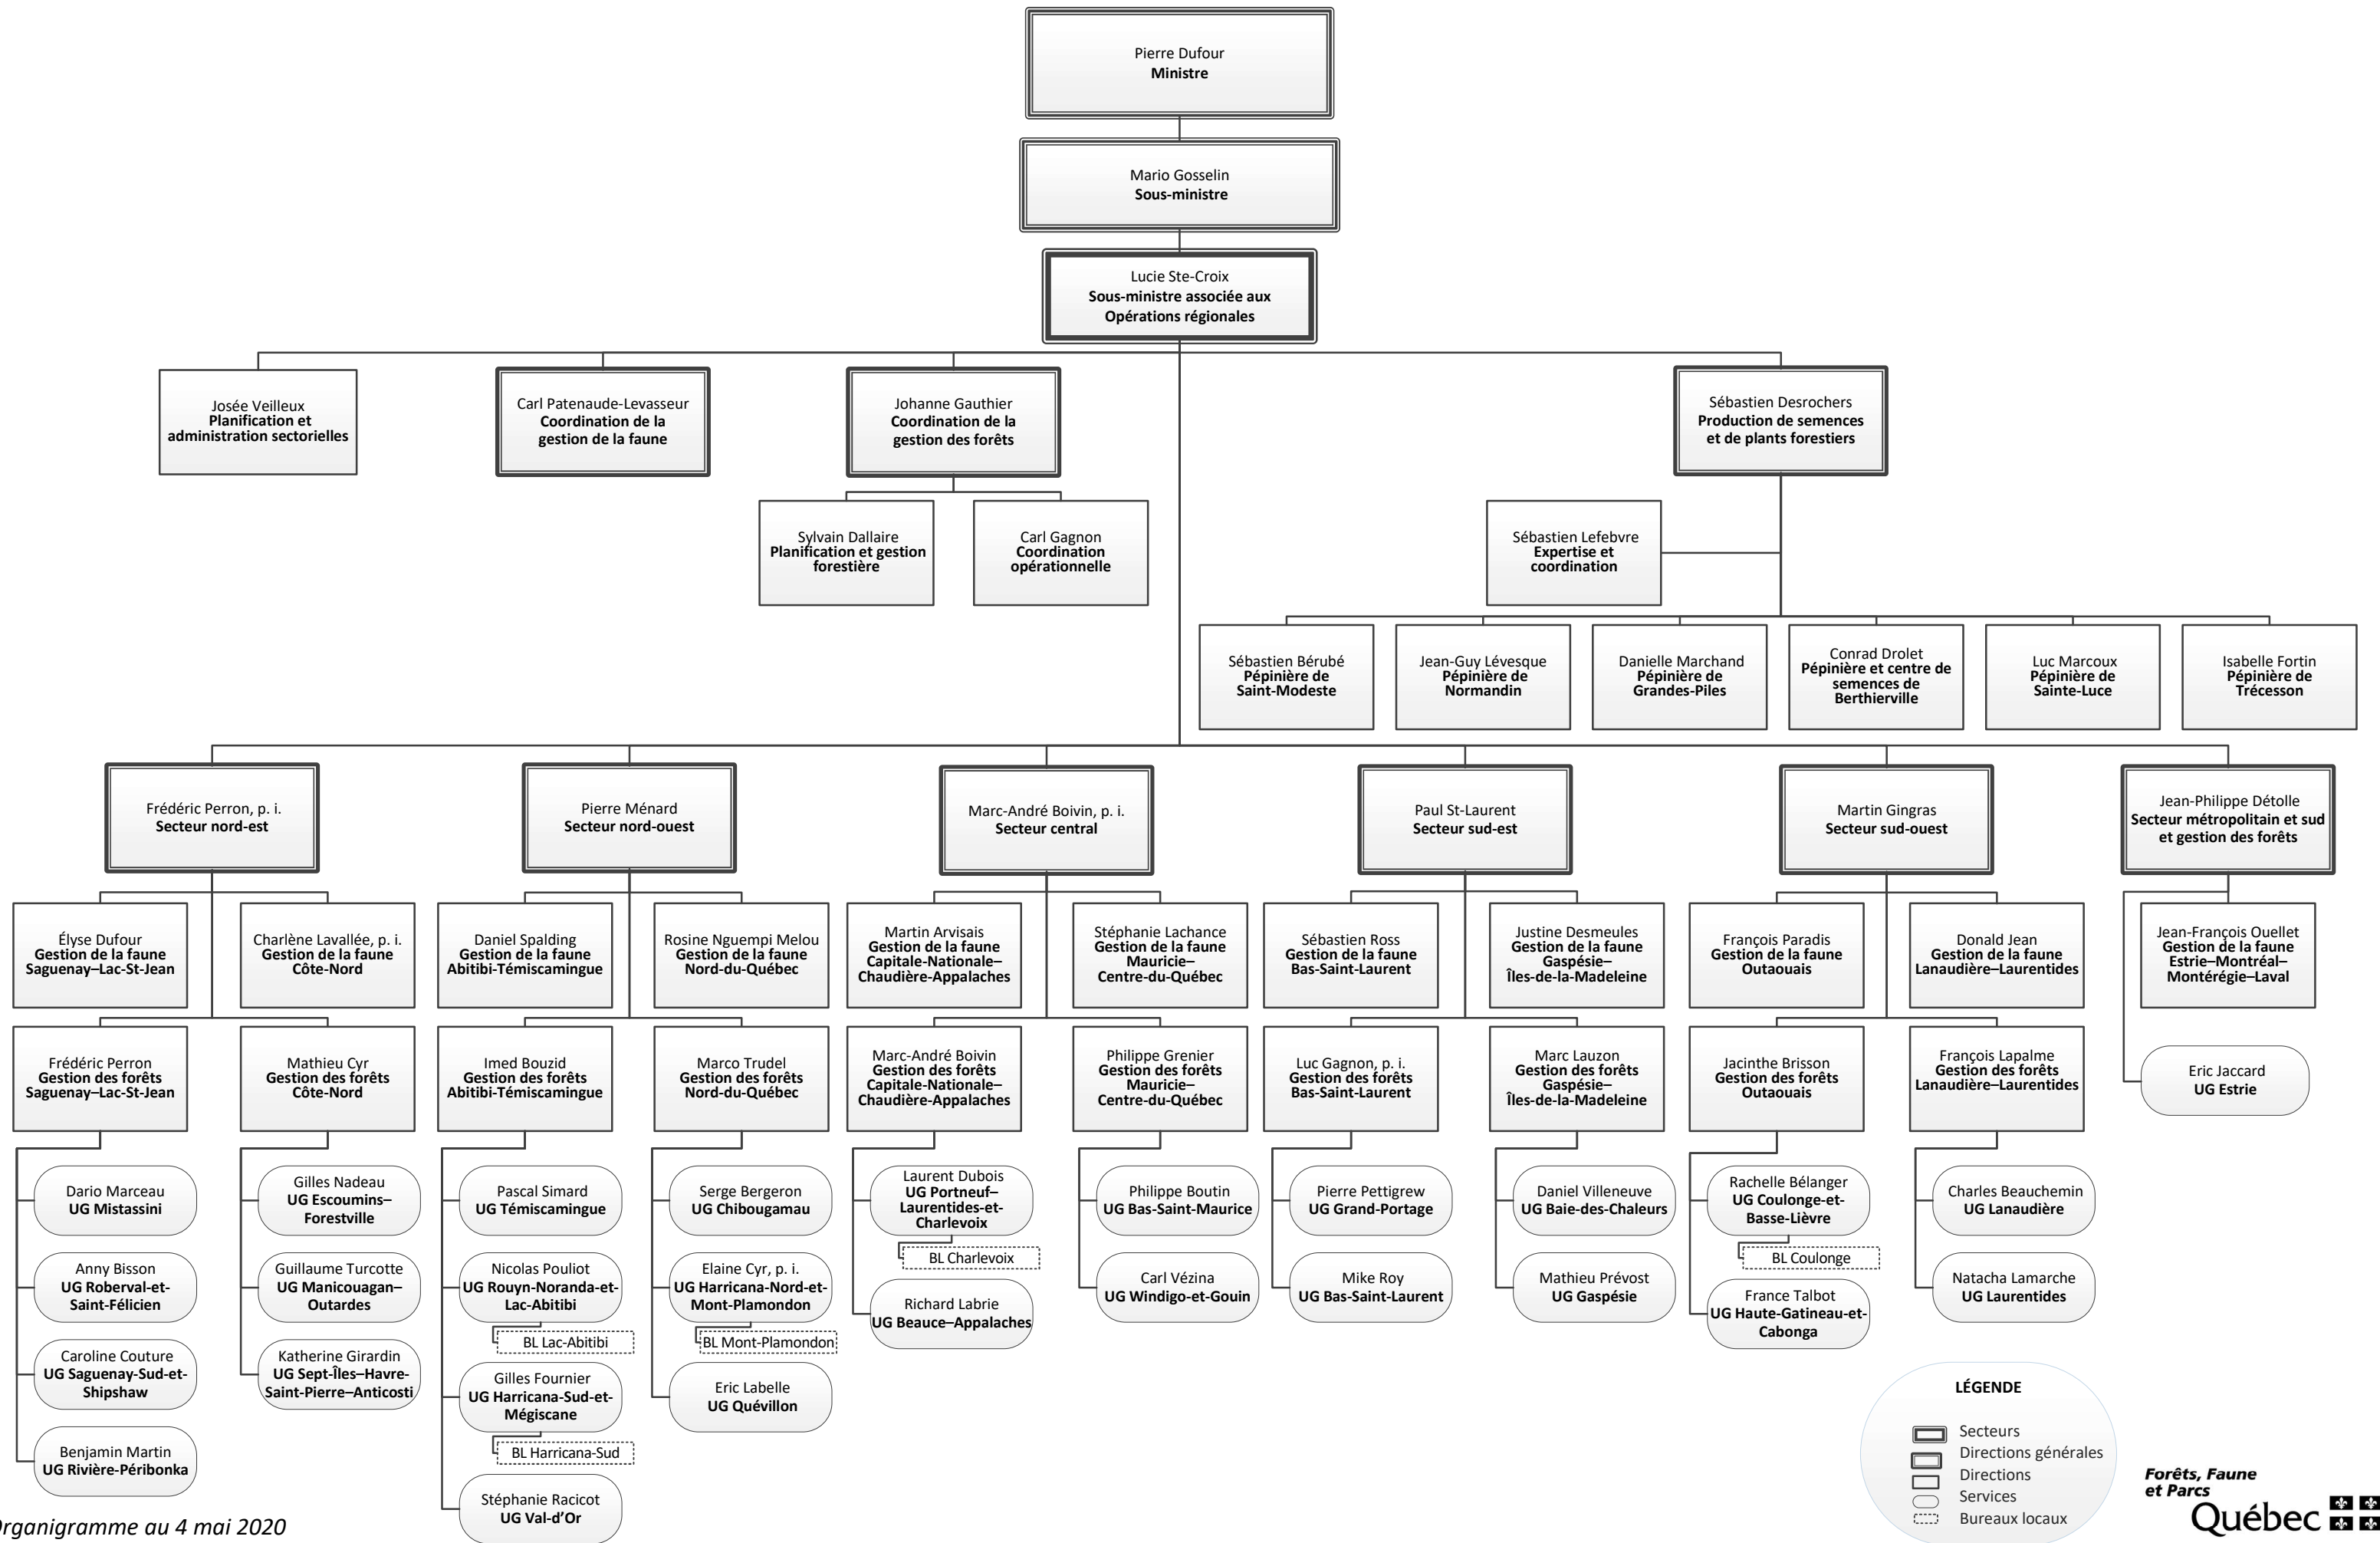 Pierre Dufour
Ministre
Mario Gosselin
Sous-ministre
Lucie Ste-Croix
Sous-ministre associée aux
Opérations régionales
Josée Veilleux
Planification et
administration sectorielles
Carl Patenaude-Levasseur
Coordination de la
gestion de la faune
Johanne Gauthier
Coordination de la
gestion des forêts
Sébastien Desrochers
Production de semences
et de plants forestiers
Sylvain Dallaire
Planification et gestion
forestière
Carl Gagnon
Coordination
opérationnelle
Sébastien Lefebvre
Expertise et
coordination
Sébastien Bérubé
Pépinière de
Saint-Modeste
Jean-Guy Lévesque
Pépinière de
Normandin
Danielle Marchand
Pépinière de
Grandes-Piles
Conrad Drolet
Pépinière et centre de
semences de
Berthierville
Luc Marcoux
Pépinière de
Sainte-Luce
Isabelle Fortin
Pépinière de
Trécesson
Frédéric Perron, p. i.
Secteur nord-est
Pierre Ménard
Secteur nord-ouest
Marc-André Boivin, p. i.
Secteur central
Paul St-Laurent
Secteur sud-est
Martin Gingras
Secteur sud-ouest
Jean-Philippe Détolle
Secteur métropolitain et sud
et gestion des forêts
Élyse Dufour
Gestion de la faune
Saguenay–Lac-St-Jean
Charlène Lavallée, p. i.
Gestion de la faune
Côte-Nord
Daniel Spalding
Gestion de la faune
Abitibi-Témiscamingue
Rosine Nguempi Melou
Gestion de la faune
Nord-du-Québec
Martin Arvisais
Gestion de la faune
Capitale-Nationale–
Chaudière-Appalaches
Stéphanie Lachance
Gestion de la faune
Mauricie–
Centre-du-Québec
Sébastien Ross
Gestion de la faune
Bas-Saint-Laurent
Justine Desmeules
Gestion de la faune
Gaspésie–
Îles-de-la-Madeleine
François Paradis
Gestion de la faune
Outaouais
Donald Jean
Gestion de la faune
Lanaudière–Laurentides
Jean-François Ouellet
Gestion de la faune
Estrie–Montréal–
Montérégie–Laval
Frédéric Perron
Gestion des forêts
Saguenay–Lac-St-Jean
Mathieu Cyr
Gestion des forêts
Côte-Nord
Imed Bouzid
Gestion des forêts
Abitibi-Témiscamingue
Marco Trudel
Gestion des forêts
Nord-du-Québec
Marc-André Boivin
Gestion des forêts
Capitale-Nationale–
Chaudière-Appalaches
Philippe Grenier
Gestion des forêts
Mauricie–
Centre-du-Québec
Luc Gagnon, p. i.
Gestion des forêts
Bas-Saint-Laurent
Marc Lauzon
Gestion des forêts
Gaspésie–
Îles-de-la-Madeleine
Jacinthe Brisson
Gestion des forêts
Outaouais
François Lapalme
Gestion des forêts
Lanaudière–Laurentides
Eric Jaccard
UG Estrie
Dario Marceau
UG Mistassini
Anny Bisson
UG Roberval-et-
Saint-Félicien
Caroline Couture
UG Saguenay-Sud-et-
Shipshaw
Benjamin Martin
UG Rivière-Péribonka
Gilles Nadeau
UG Escoumins–
Forestville
Guillaume Turcotte
UG Manicouagan–
Outardes
Katherine Girardin
UG Sept-Îles–Havre-
Saint-Pierre–Anticosti
Pascal Simard
UG Témiscamingue
Nicolas Pouliot
UG Rouyn-Noranda-et-
Lac-Abitibi
BL Lac-Abitibi
Gilles Fournier
UG Harricana-Sud-et-
Mégiscane
BL Harricana-Sud
Stéphanie Racicot
UG Val-d’Or
Serge Bergeron
UG Chibougamau
Elaine Cyr, p. i.
UG Harricana-Nord-et-
Mont-Plamondon
BL Mont-Plamondon
Eric Labelle
UG Quévillon
Laurent Dubois
UG Portneuf–
Laurentides-et-
Charlevoix
BL Charlevoix
Richard Labrie
UG Beauce–Appalaches
Philippe Boutin
UG Bas-Saint-Maurice
Carl Vézina
UG Windigo-et-Gouin
Pierre Pettigrew
UG Grand-Portage
Mike Roy
UG Bas-Saint-Laurent
Daniel Villeneuve
UG Baie-des-Chaleurs
Mathieu Prévost
UG Gaspésie
Rachelle Bélanger
UG Coulonge-et-
Basse-Lièvre
BL Coulonge
France Talbot
UG Haute-Gatineau-et-
Cabonga
Charles Beauchemin
UG Lanaudière
Natacha Lamarche
UG Laurentides
LÉGENDE
Secteurs
Directions générales
Directions
Services
Bureaux locaux
Organigramme au 4 mai 2020
Forêts, Faune
et Parcs
Québec